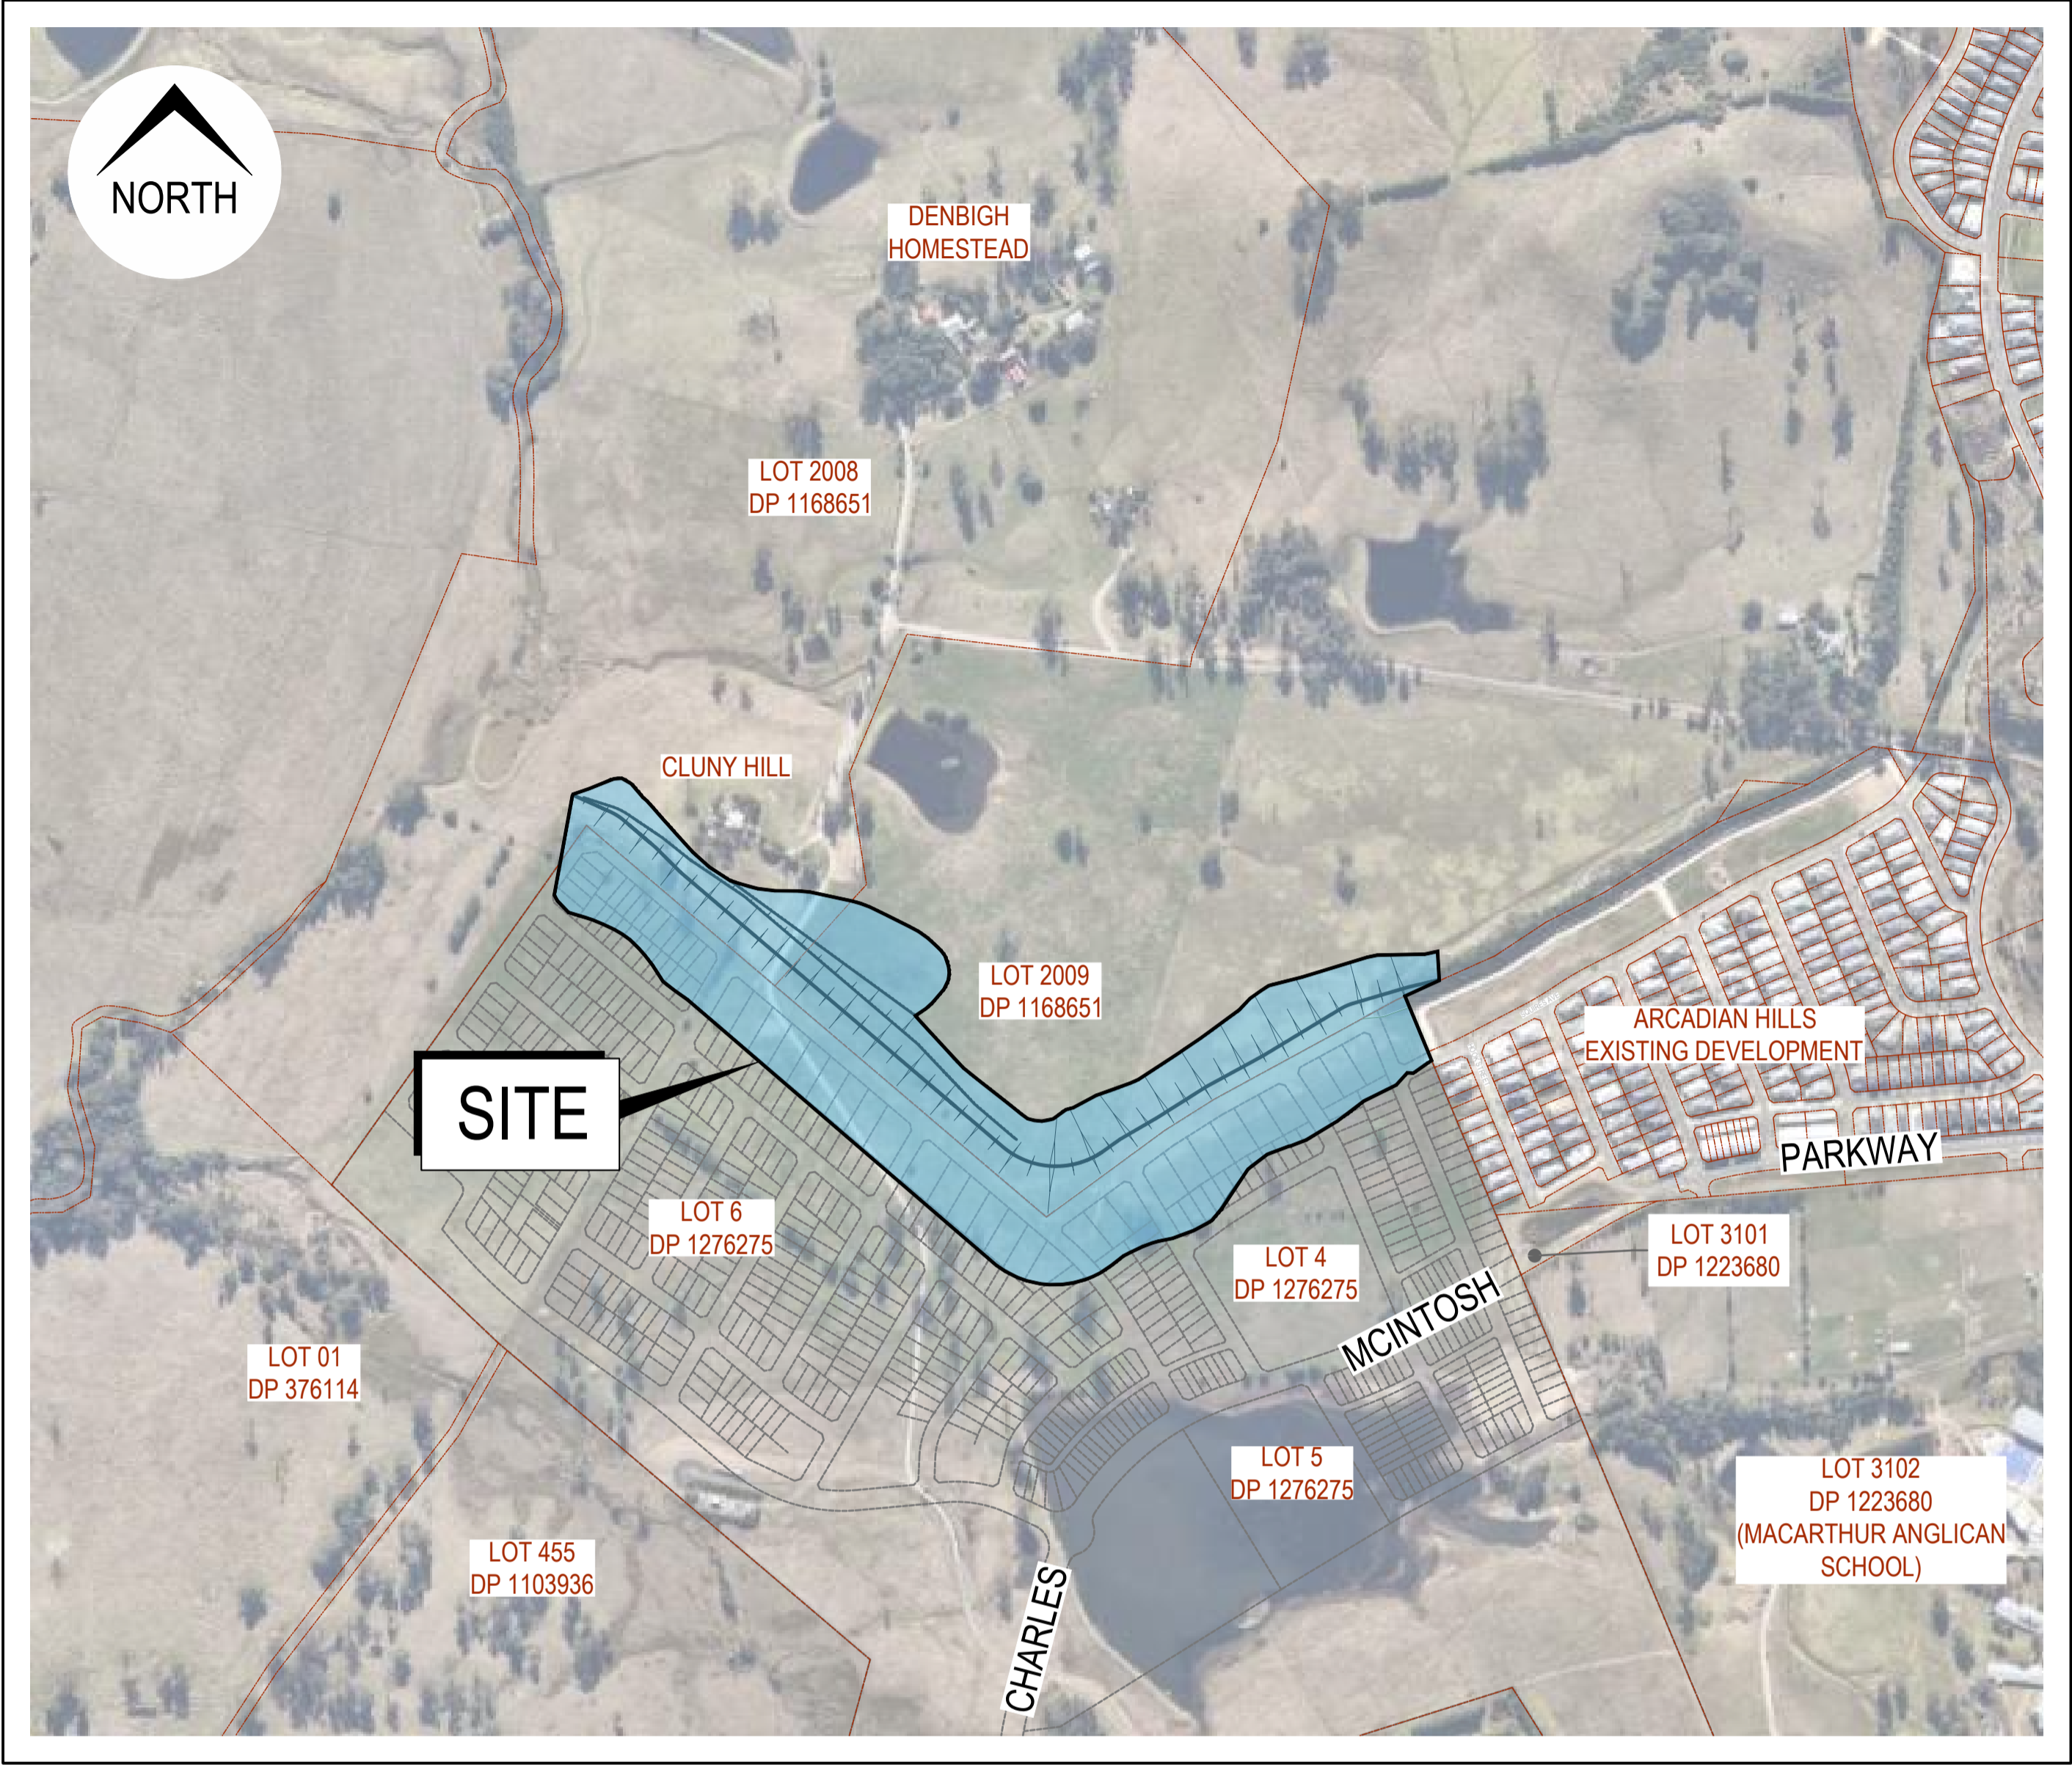 NORTH
DENBIGH
HOMESTEAD
LOT 2008
DP 1168651
CLUNY HILL
LOT 2009
DP 1168651
ARCADIAN HILLS
EXISTING DEVELOPMENT
SITE
PARKWAY
LOT 6
DP 1276275
LOT 3101
DP 1223680
LOT 4
DP 1276275
MCINTOSH
LOT 01
DP 376114
LOT 5
DP 1276275
LOT 3102
DP 1223680
(MACARTHUR ANGLICAN
SCHOOL)
LOT 455
DP 1103936
CHARLES